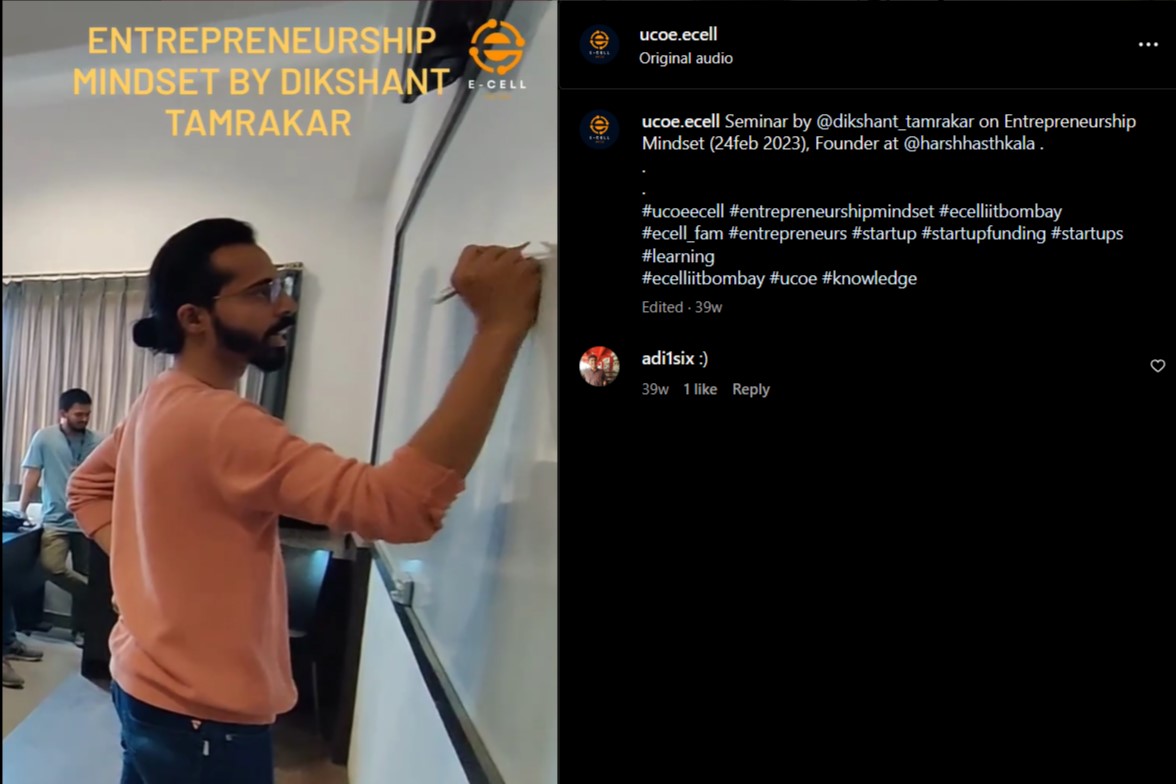 ENTREPRENEURSHIP
MINDSET BY DIKSHANT
TAMRAKAR
E-CELL
ucoe.ecell
Original audio
ucoe.ecell Seminar by @dikshant_tamrakar on Entrepreneurship
Mindset (24feb 2023), Founder at @harshhasthkala .
.
.
#ucoeecell #entrepreneurshipmindset #ecelliitbombay
#ecell_fam #entrepreneurs #startup #startupfunding #startups
#learning
#ecelliitbombay #ucoe #knowledge
Edited · 39w
adi1six :)
39w 1 like Reply